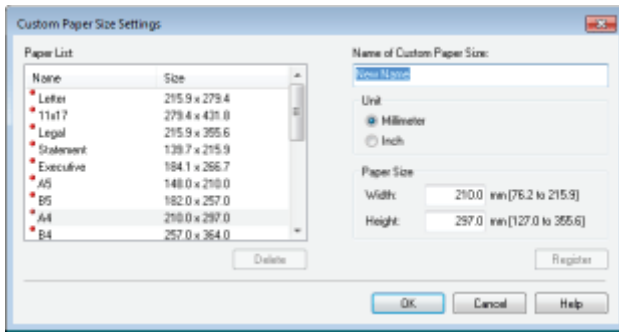 Custom Paper Size Settings
Paper List
Name Size
Letter 215.9 x 279.4
11x17 279.4 x 431.8
Legal 215.9 x 355.6
Statement 139.7 x 215.9
Executive 184.1 x 266.7
A5 148.0 x 210.0
B5 182.0 x 257.0
A4 210.0 x 297.0
B4 257.0 x 364.0
Delete
Name of Custom Paper Size:
New Name
Unit
Millimeter
Inch
Paper Size
Width: 210.0 mm [76.2 to 215.9]
Height: 297.0 mm [127.0 to 355.6]
Register
OK Cancel Help